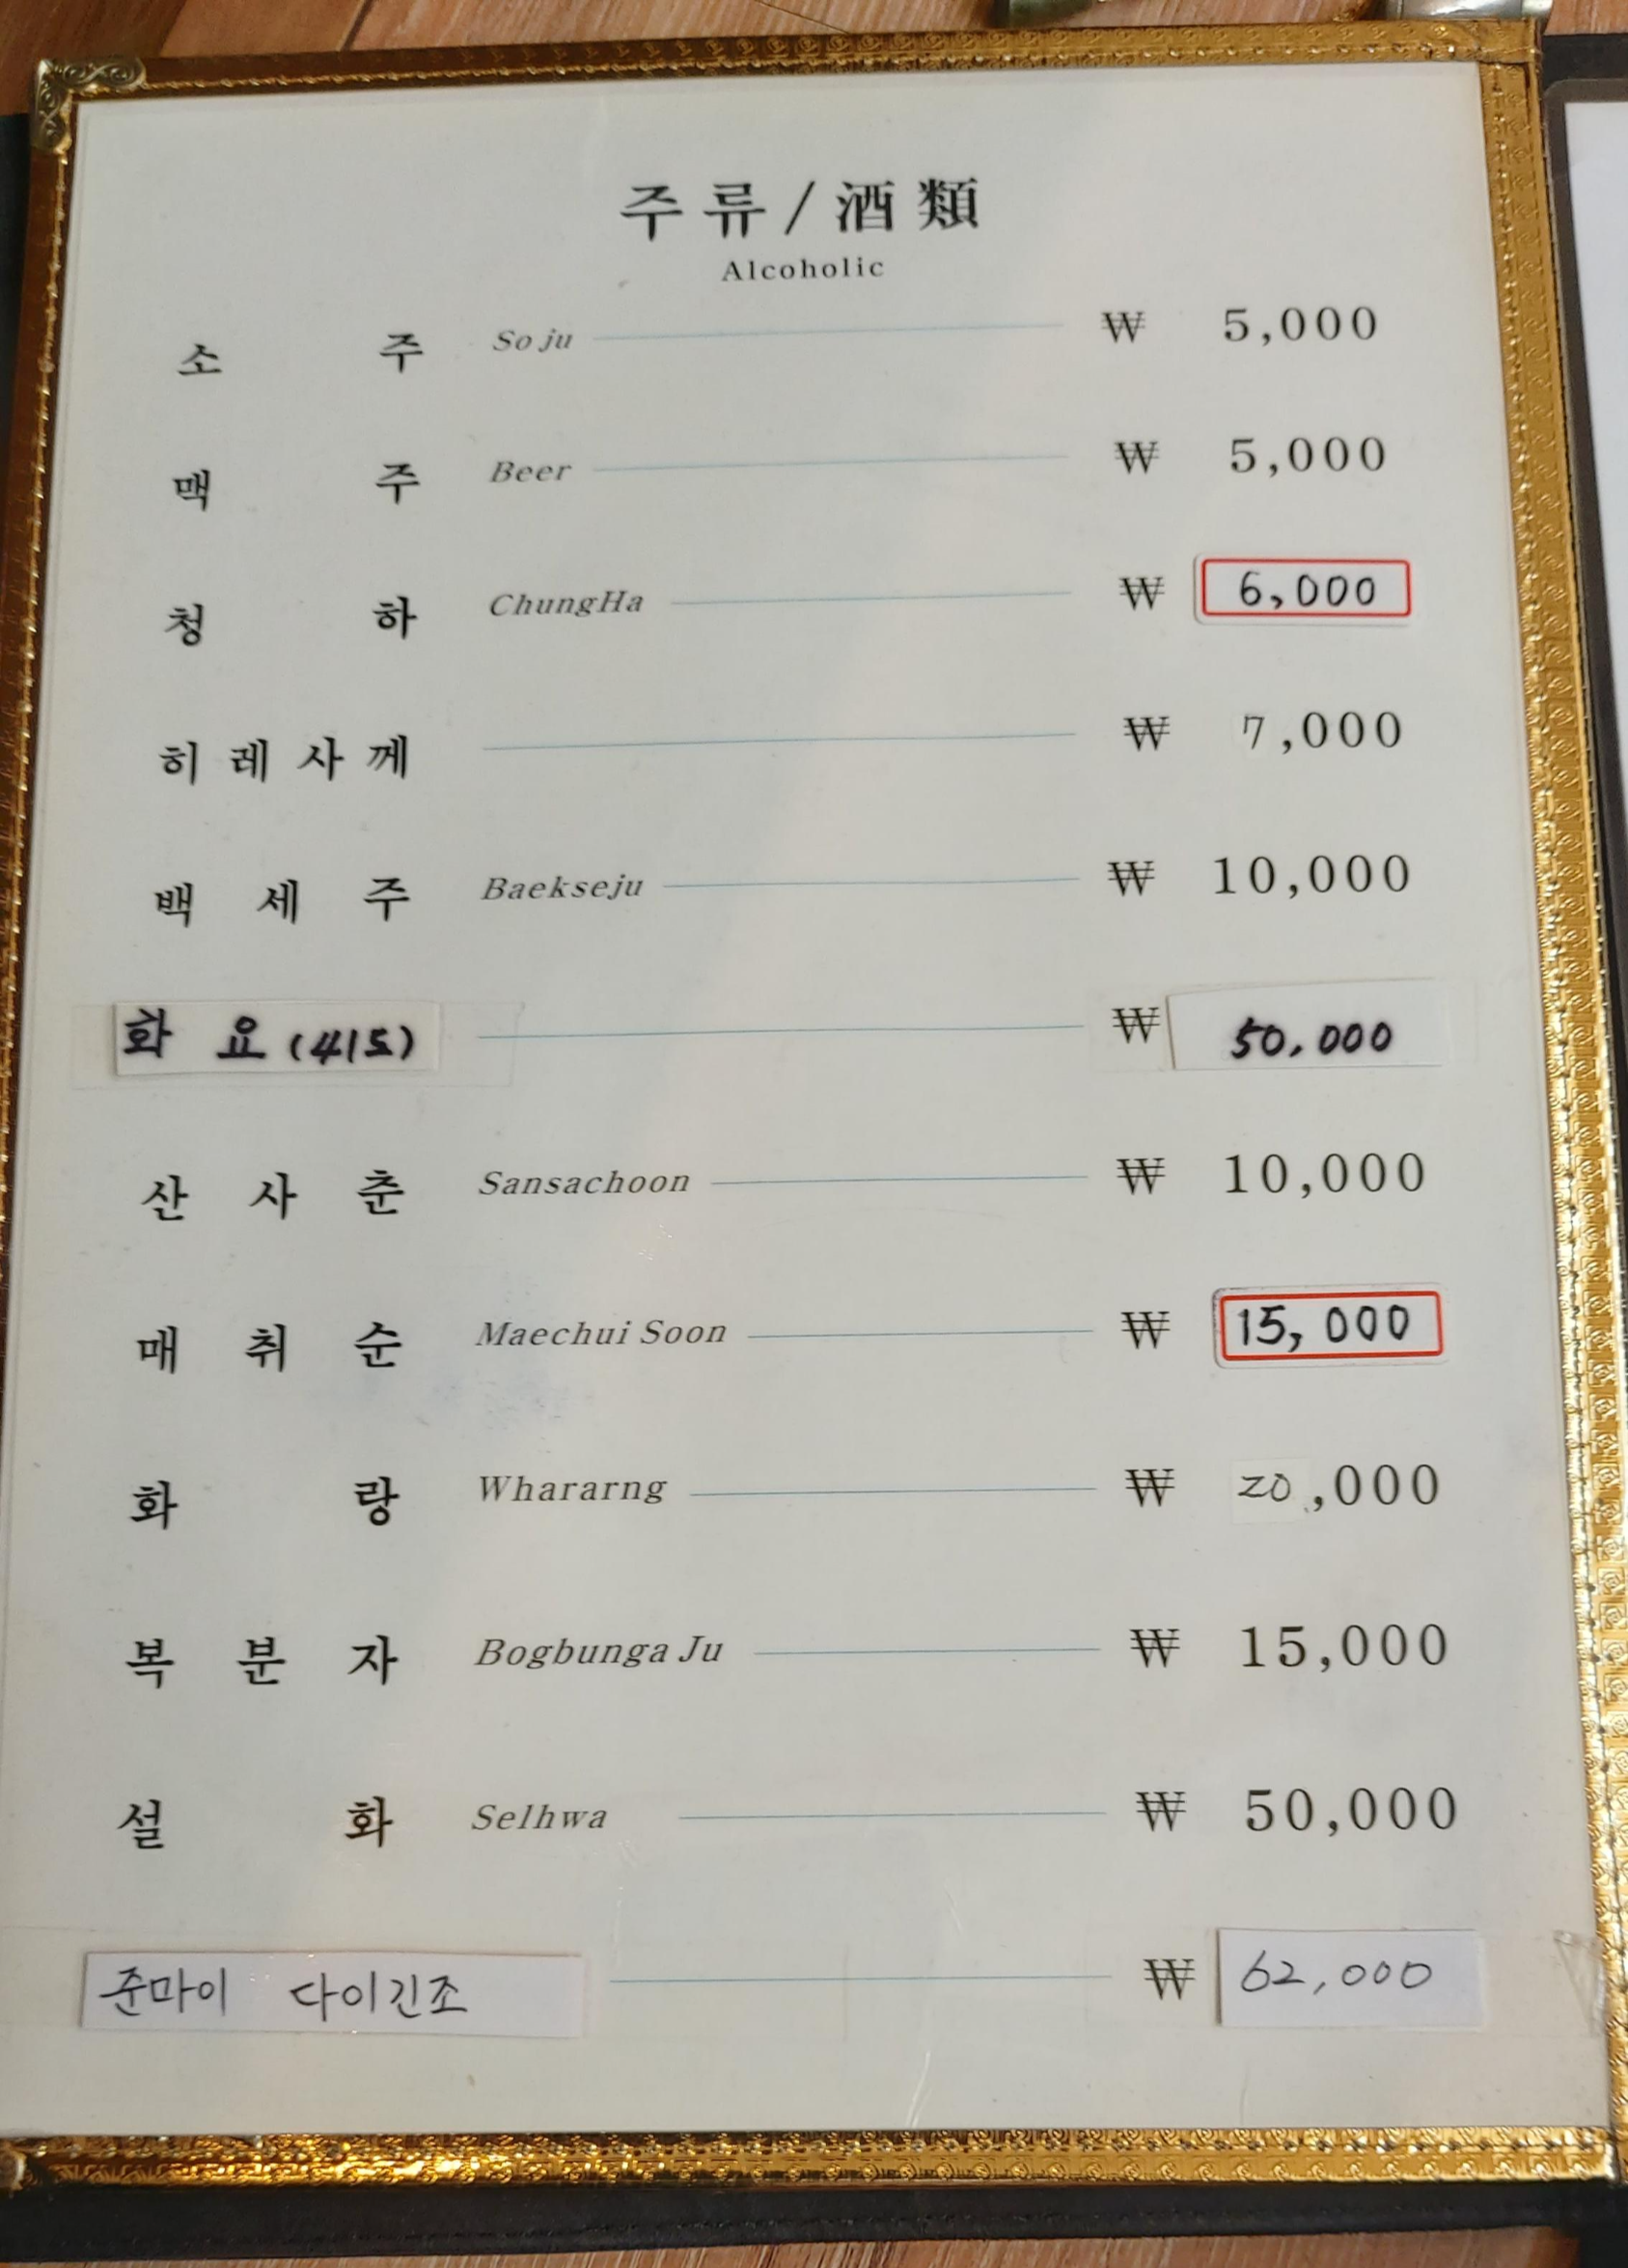 주류/酒類
Alcoholic
소주 So ju ₩ 5,000
맥주 Beer ₩ 5,000
청하 ChungHa ₩ 6,000
히레사께 ₩ 7,000
백세주 Baekseju ₩ 10,000
화요(41도) ₩ 50,000
산사춘 Sansachoon ₩ 10,000
매취순 Maechui Soon ₩ 15,000
화랑 Whararng ₩ 20,000
복분자 Bogbunga Ju ₩ 15,000
설화 Selhwa ₩ 50,000
준마이 다이긴조 ₩ 62,000